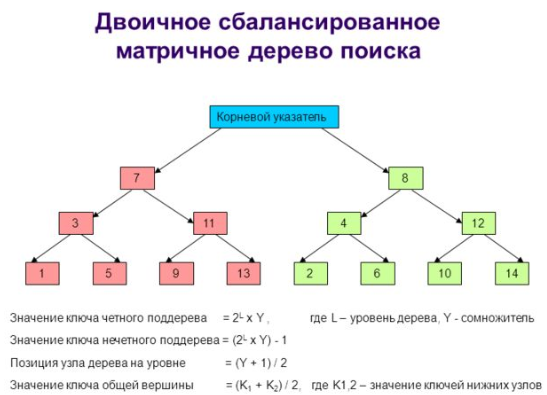 Двоичное сбалансированное
матричное дерево поиска
Корневой указатель
7 8
3 11 4 12
1 5 9 13 2 6 10 14
Значение ключа четного поддерева = 2ᴸ x Y , где L – уровень дерева, Y - сомножитель
Значение ключа нечетного поддерева = (2ᴸ x Y) - 1
Позиция узла дерева на уровне = (Y + 1) / 2
Значение ключа общей вершины = (K₁ + K₂) / 2, где K1,2 – значение ключей нижних узлов